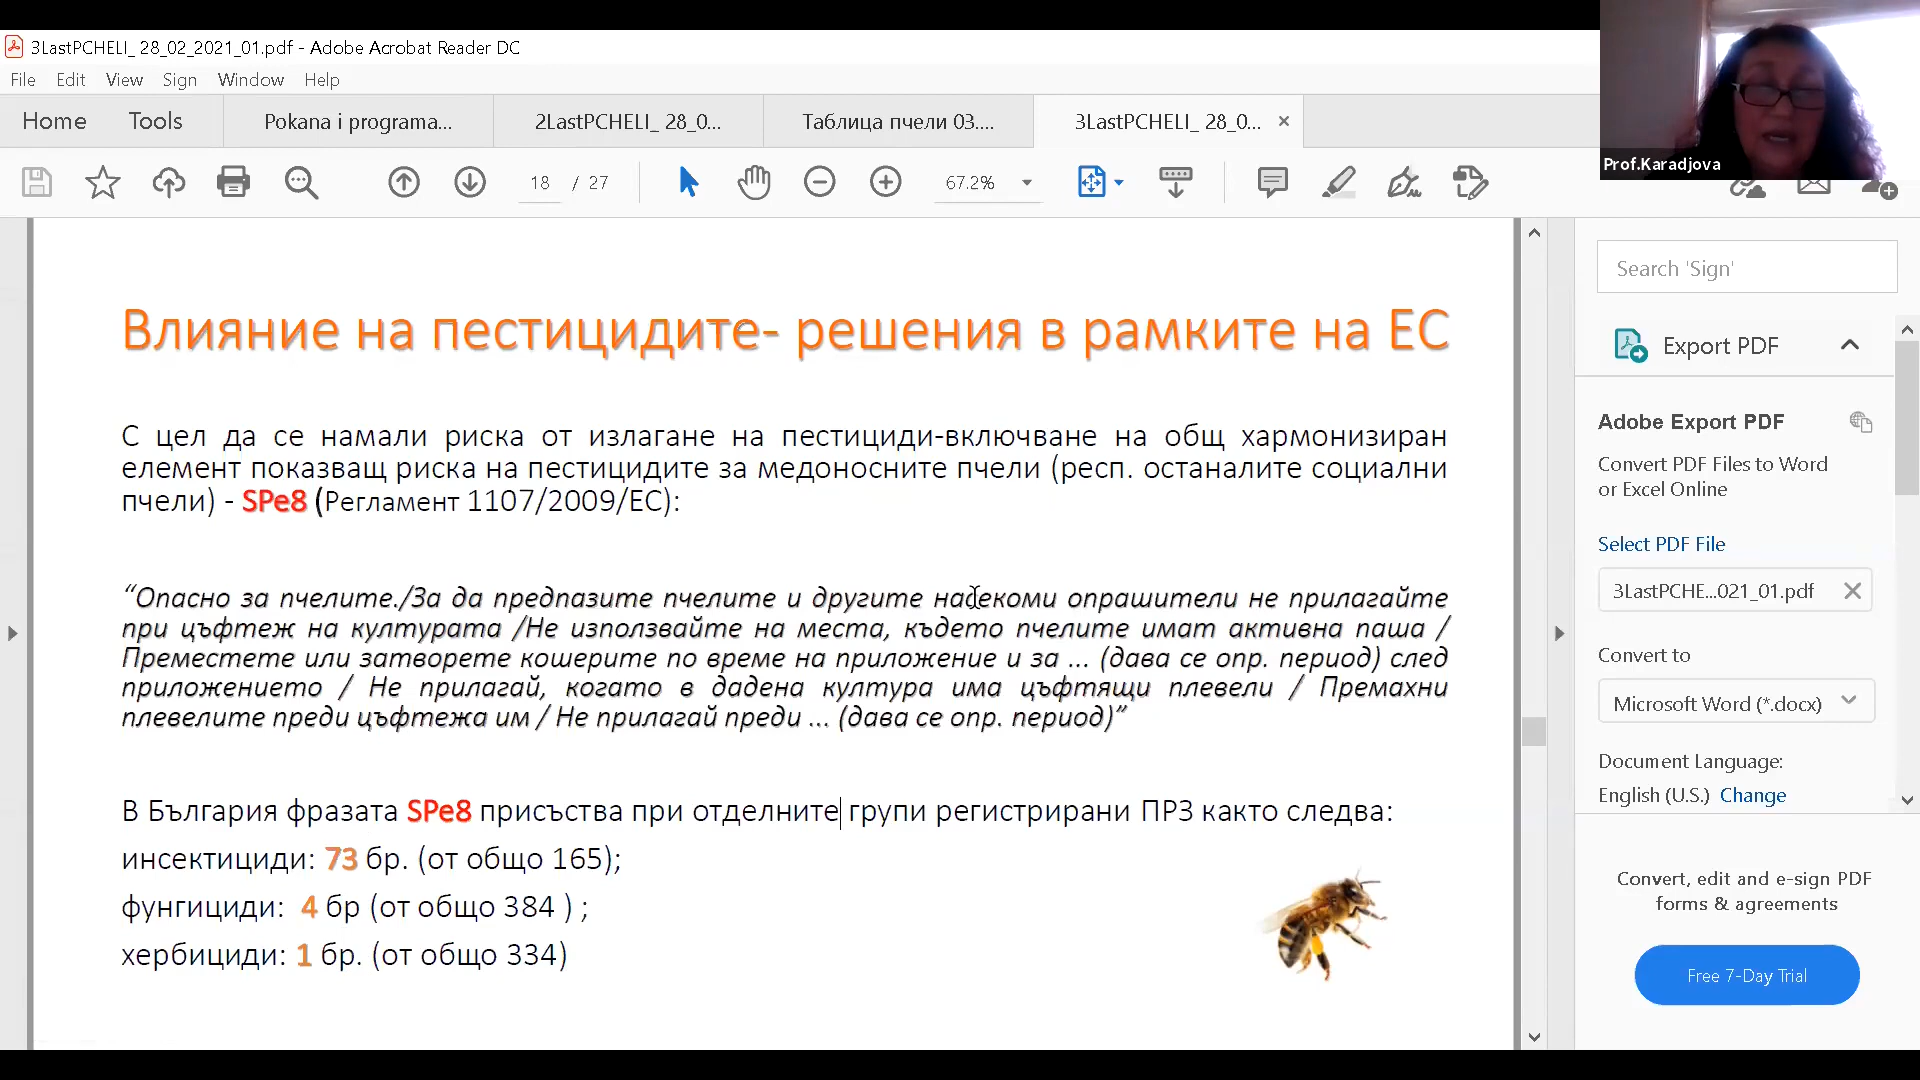 3LastPCHELI_ 28_02_2021_01.pdf - Adobe Acrobat Reader DC
File Edit View Sign Window Help
Home Tools Pokana i programa... 2LastPCHELI_ 28_0... Таблица пчели 03.... 3LastPCHELI_ 28_0... ×
Prof.Karadjova
18 / 27 67.2%
Влияние на пестицидите- решения в рамките на ЕС
С цел да се намали риска от излагане на пестициди-включване на общ хармонизиран
елемент показващ риска на пестицидите за медоносните пчели (респ. останалите социални
пчели) - SPe8 (Регламент 1107/2009/ЕС):
“Опасно за пчелите./За да предпазите пчелите и другите насекоми опрашители не прилагайте
при цъфтеж на културата /Не използвайте на места, където пчелите имат активна паша /
Преместете или затворете кошерите по време на приложение и за ... (дава се опр. период) след
приложението / Не прилагай, когато в дадена култура има цъфтящи плевели / Премахни
плевелите преди цъфтежа им / Не прилагай преди ... (дава се опр. период)”
В България фразата SPe8 присъства при отделните групи регистрирани ПРЗ както следва:
инсектициди: 73 бр. (от общо 165);
фунгициди: 4 бр (от общо 384 ) ;
хербициди: 1 бр. (от общо 334)
Search 'Sign'
Export PDF
Adobe Export PDF
Convert PDF Files to Word
or Excel Online
Select PDF File
3LastPCHE...021_01.pdf
Convert to
Microsoft Word (*.docx)
Document Language:
English (U.S.) Change
Convert, edit and e-sign PDF
forms & agreements
Free 7-Day Trial